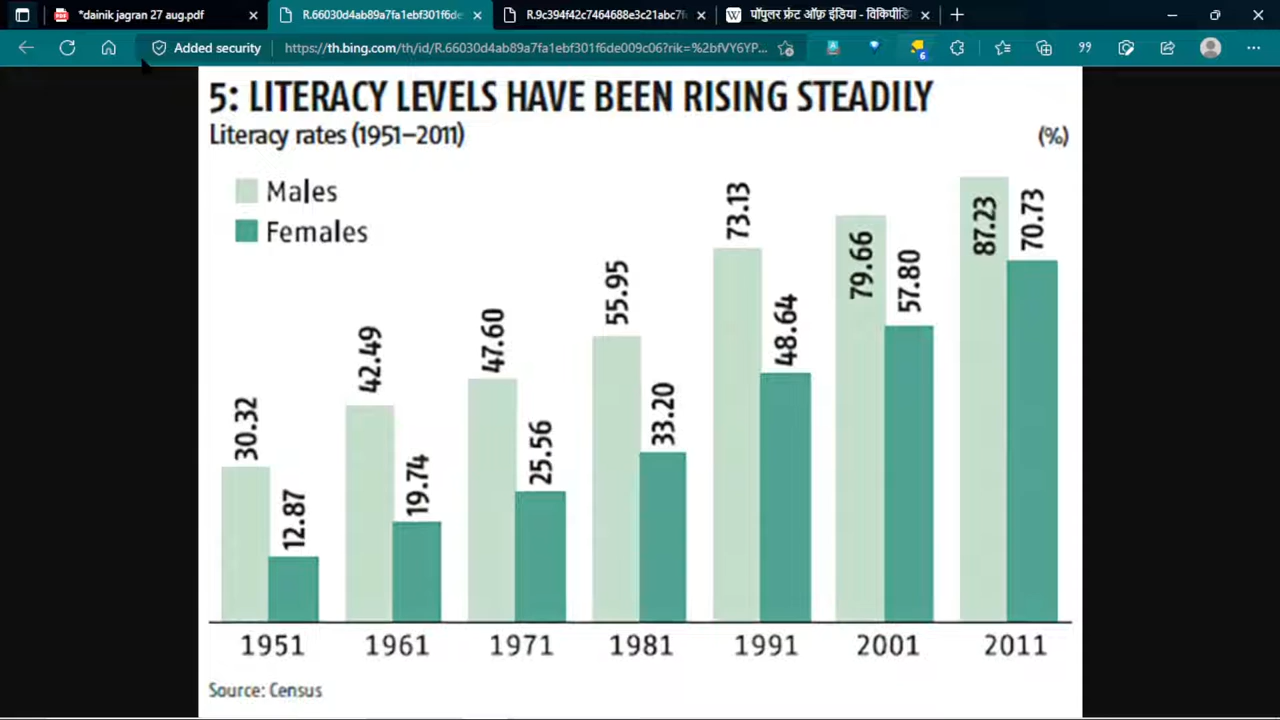 *dainik jagran 27 aug.pdf
R.66030d4ab89a7fa1ebf301f6de
R.9c394f42c7464688e3c21abc7f
पॉपुलर फ्रंट ऑफ़ इंडिया - विकिपीडि
Added security
https://th.bing.com/th/id/R.66030d4ab89a7fa1ebf301f6de009c06?rik=%2bfVY6YP...
6
5: LITERACY LEVELS HAVE BEEN RISING STEADILY
Literacy rates (1951–2011)
(%)
Males
Females
30.32
12.87
42.49
19.74
47.60
25.56
55.95
33.20
73.13
48.64
79.66
57.80
87.23
70.73
1951 1961 1971 1981 1991 2001 2011
Source: Census